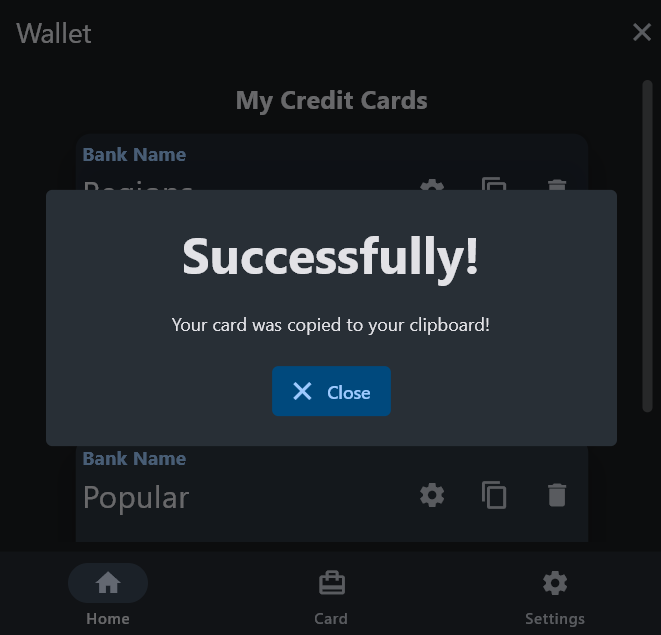 Wallet
My Credit Cards
Bank Name
Regions
Successfully!
Your card was copied to your clipboard!
Close
Bank Name
Popular
Home
Card
Settings